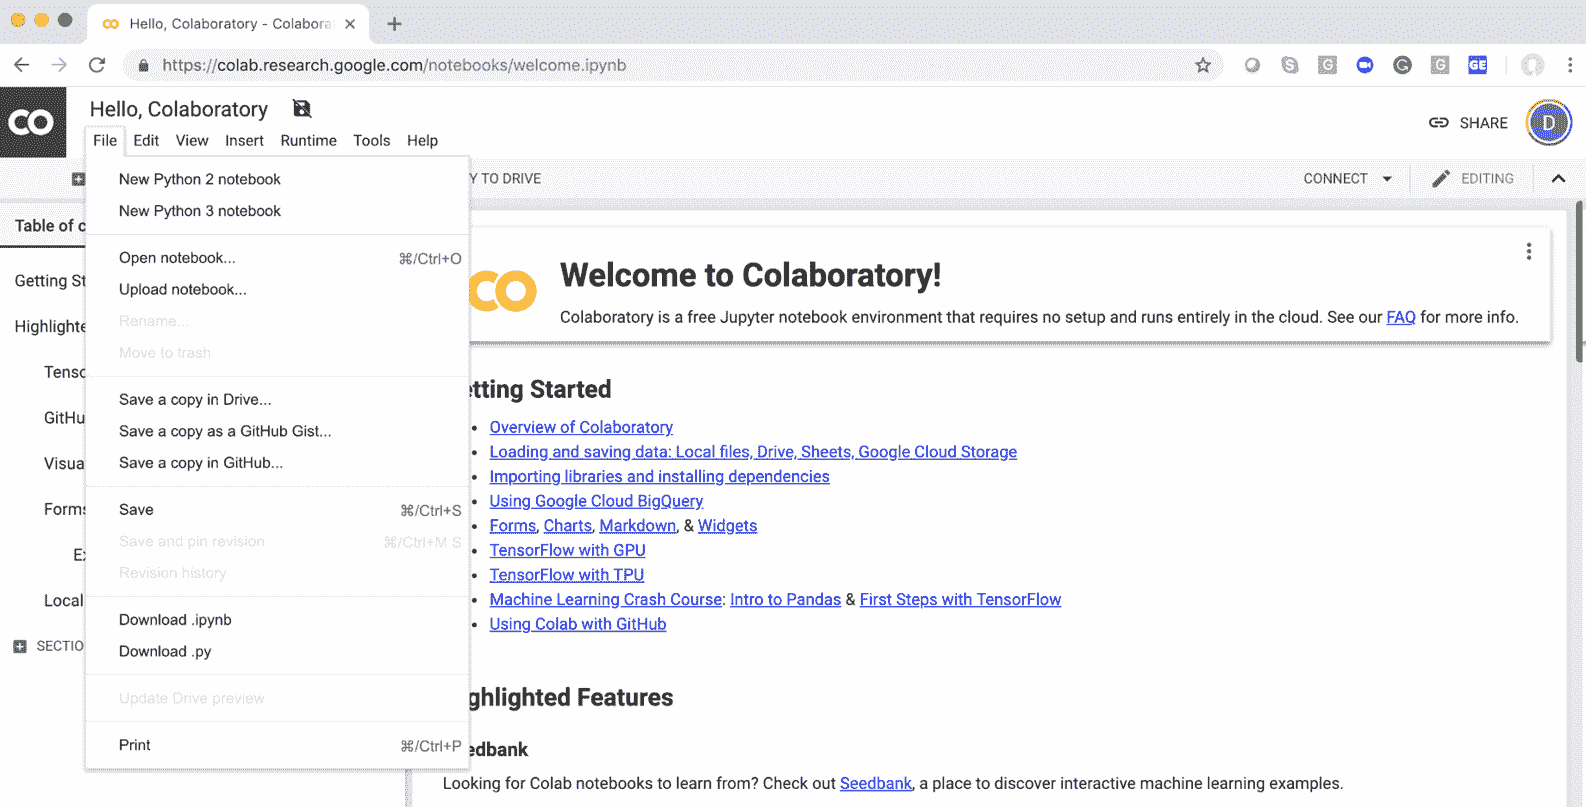 Hello, Colaboratory - Colabora
https://colab.research.google.com/notebooks/welcome.ipynb
GE
CO
Hello, Colaboratory
SHARE
D
File Edit View Insert Runtime Tools Help
Y TO DRIVE
CONNECT
EDITING
Table of c
Getting St
Highlighte
Tenso
GitHu
Visua
Forms
Ex
Local
SECTIO
New Python 2 notebook
New Python 3 notebook
Open notebook... ⌘/Ctrl+O
Upload notebook...
Rename...
Move to trash
Save a copy in Drive...
Save a copy as a GitHub Gist...
Save a copy in GitHub...
Save ⌘/Ctrl+S
Save and pin revision ⌘/Ctrl+M S
Revision history
Download .ipynb
Download .py
Update Drive preview
Print ⌘/Ctrl+P
CO
Welcome to Colaboratory!
Colaboratory is a free Jupyter notebook environment that requires no setup and runs entirely in the cloud. See our FAQ for more info.
tting Started
• Overview of Colaboratory
• Loading and saving data: Local files, Drive, Sheets, Google Cloud Storage
• Importing libraries and installing dependencies
• Using Google Cloud BigQuery
• Forms, Charts, Markdown, & Widgets
• TensorFlow with GPU
• TensorFlow with TPU
• Machine Learning Crash Course: Intro to Pandas & First Steps with TensorFlow
• Using Colab with GitHub
ghlighted Features
edbank
Looking for Colab notebooks to learn from? Check out Seedbank, a place to discover interactive machine learning examples.